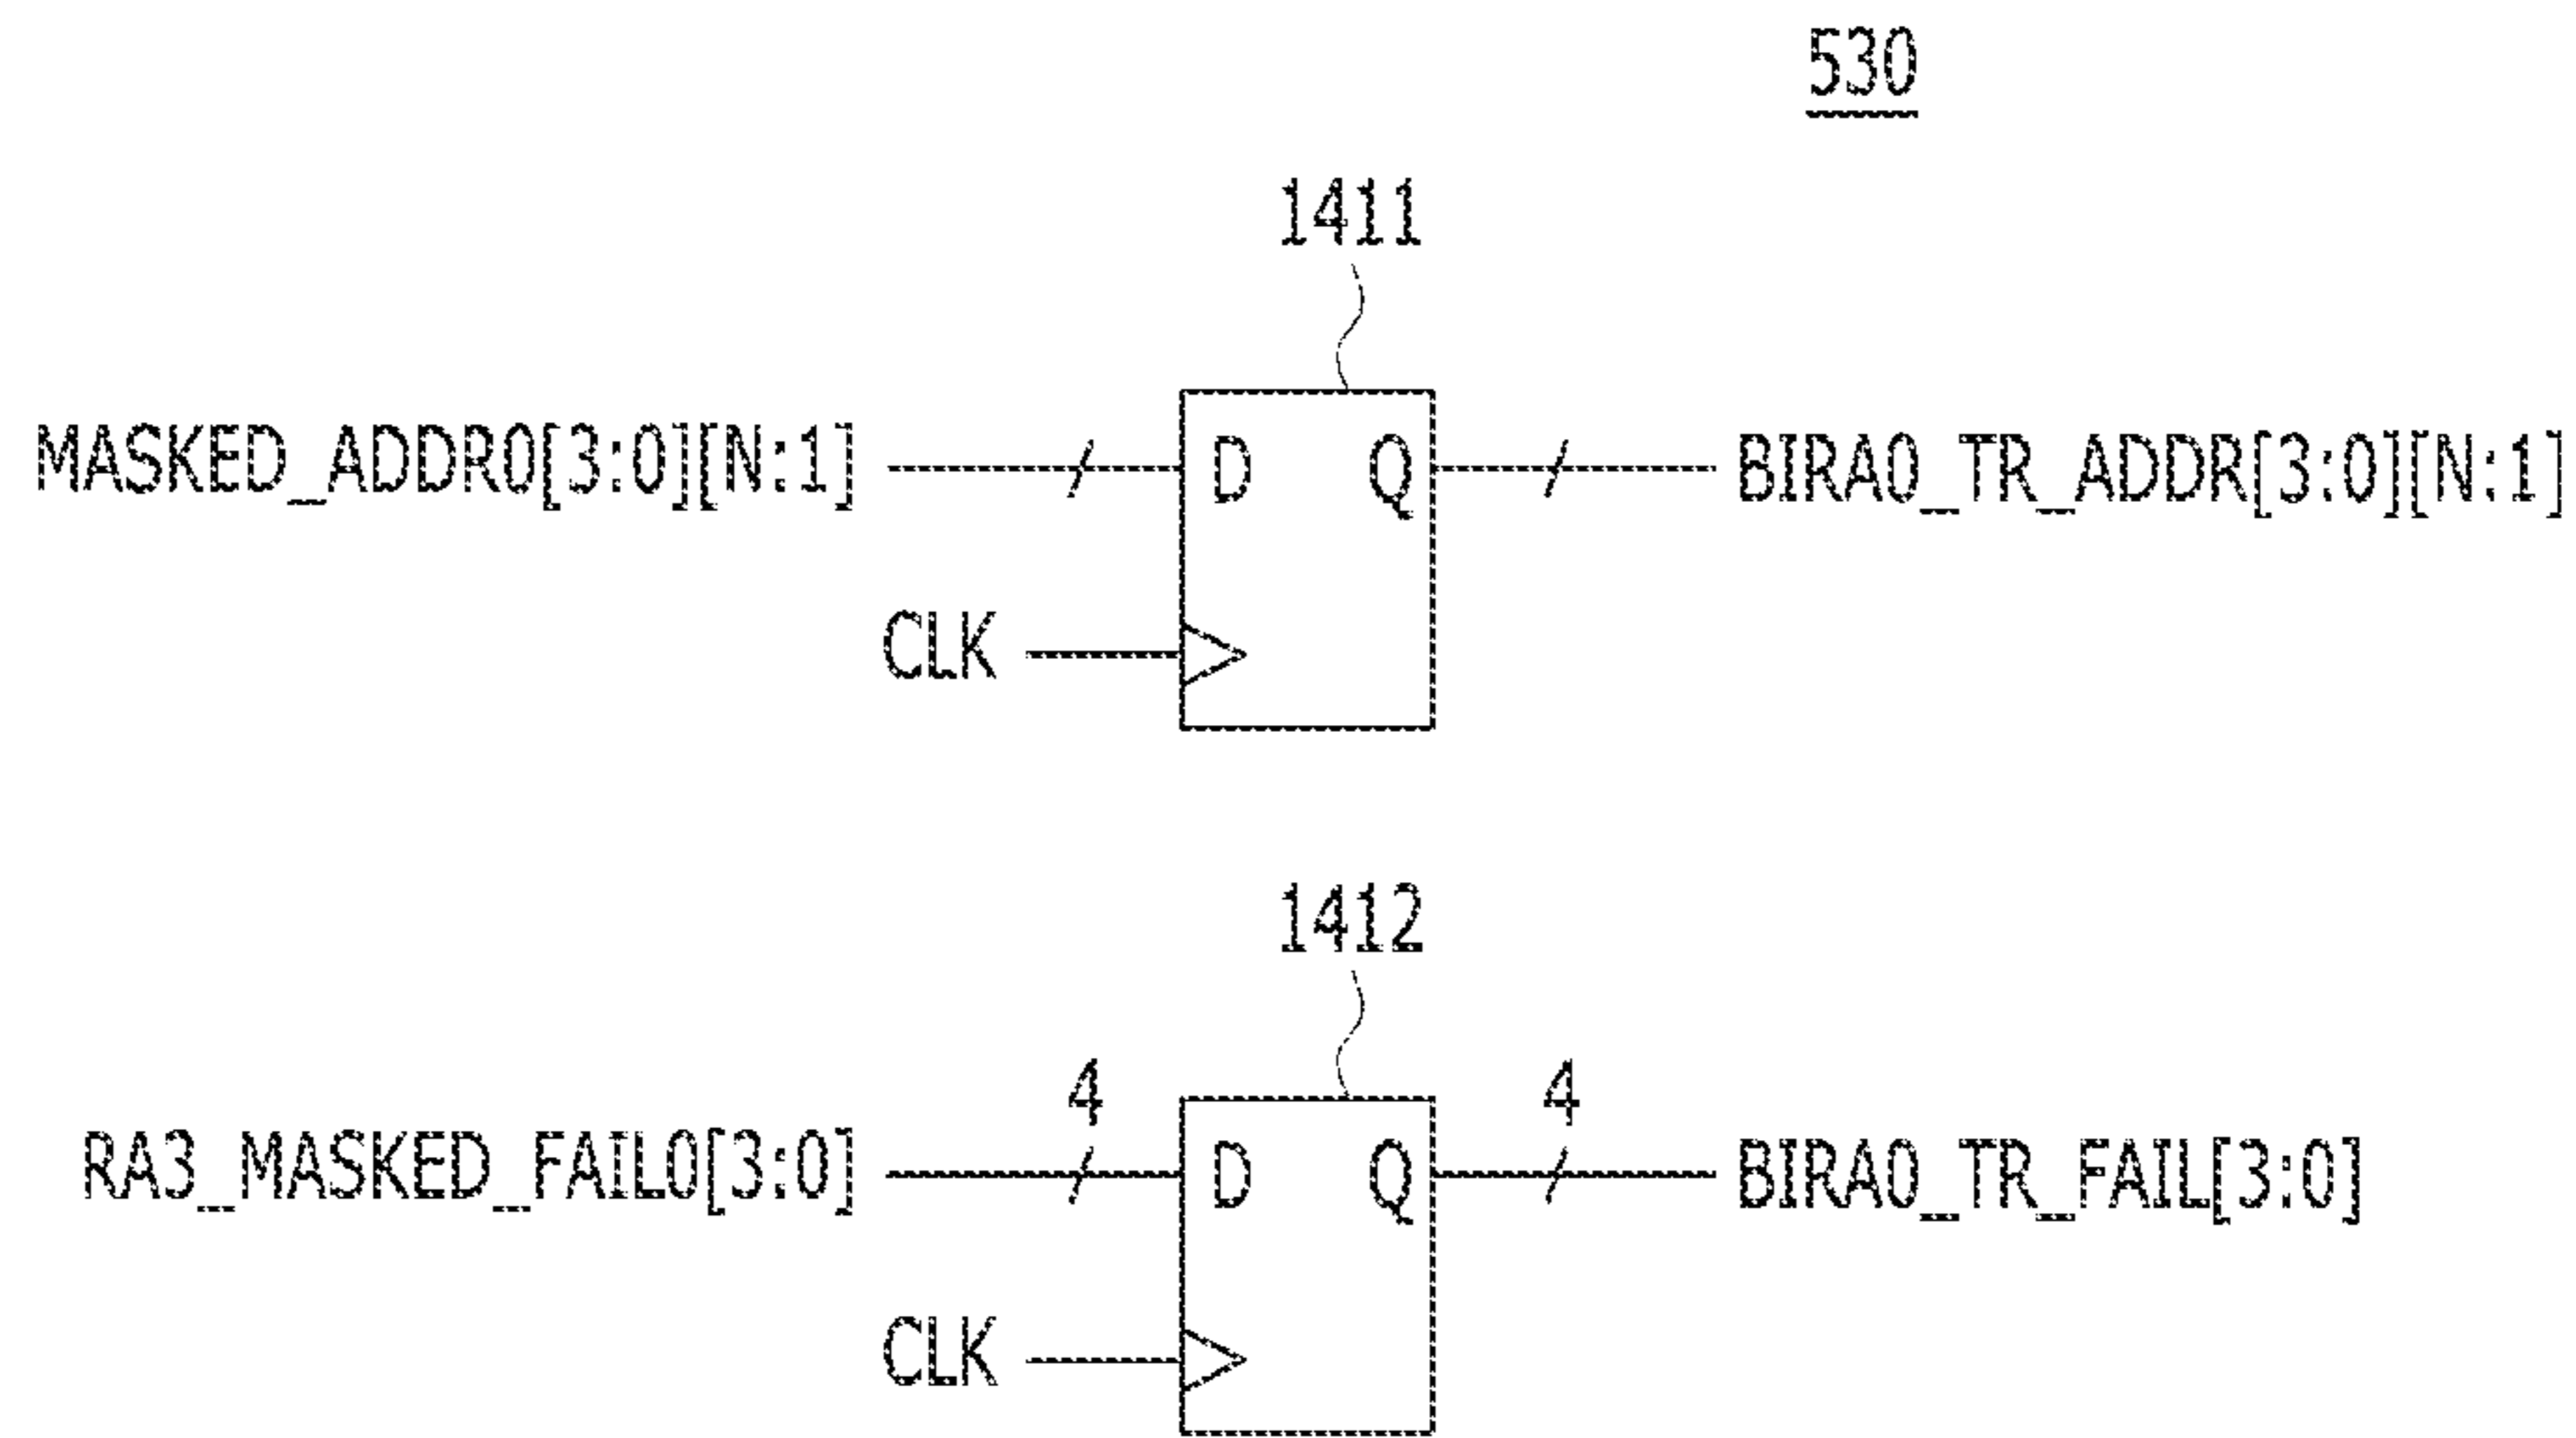 530
1411
MASKED_ADDR0[3:0][N:1] D Q BIRA0_TR_ADDR[3:0][N:1]
CLK
1412
4 4
RA3_MASKED_FAIL0[3:0] D Q BIRA0_TR_FAIL[3:0]
CLK